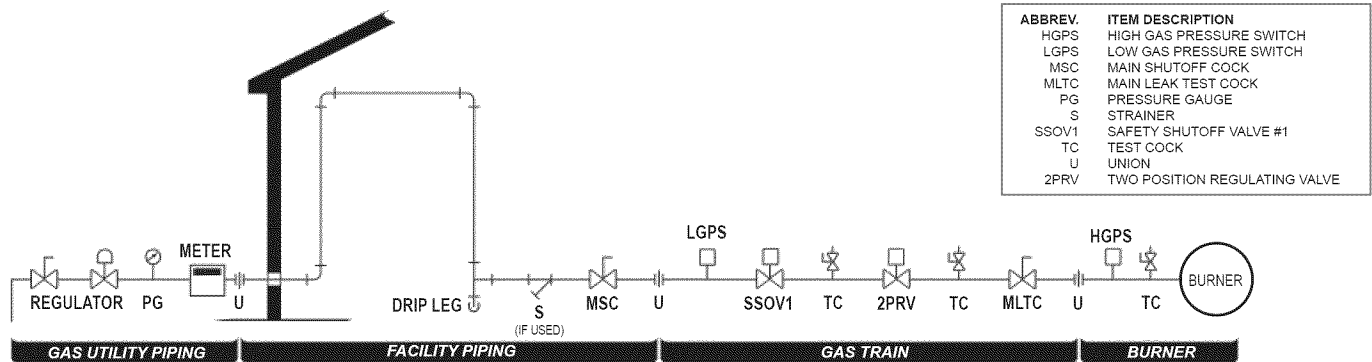 ABBREV. ITEM DESCRIPTION
HGPS HIGH GAS PRESSURE SWITCH
LGPS LOW GAS PRESSURE SWITCH
MSC MAIN SHUTOFF COCK
MLTC MAIN LEAK TEST COCK
PG PRESSURE GAUGE
S STRAINER
SSOV1 SAFETY SHUTOFF VALVE #1
TC TEST COCK
U UNION
2PRV TWO POSITION REGULATING VALVE
METER
LGPS
HGPS
BURNER
REGULATOR PG U DRIP LEG S MSC U SSOV1 TC 2PRV TC MLTC U TC
(IF USED)
GAS UTILITY PIPING FACILITY PIPING GAS TRAIN BURNER